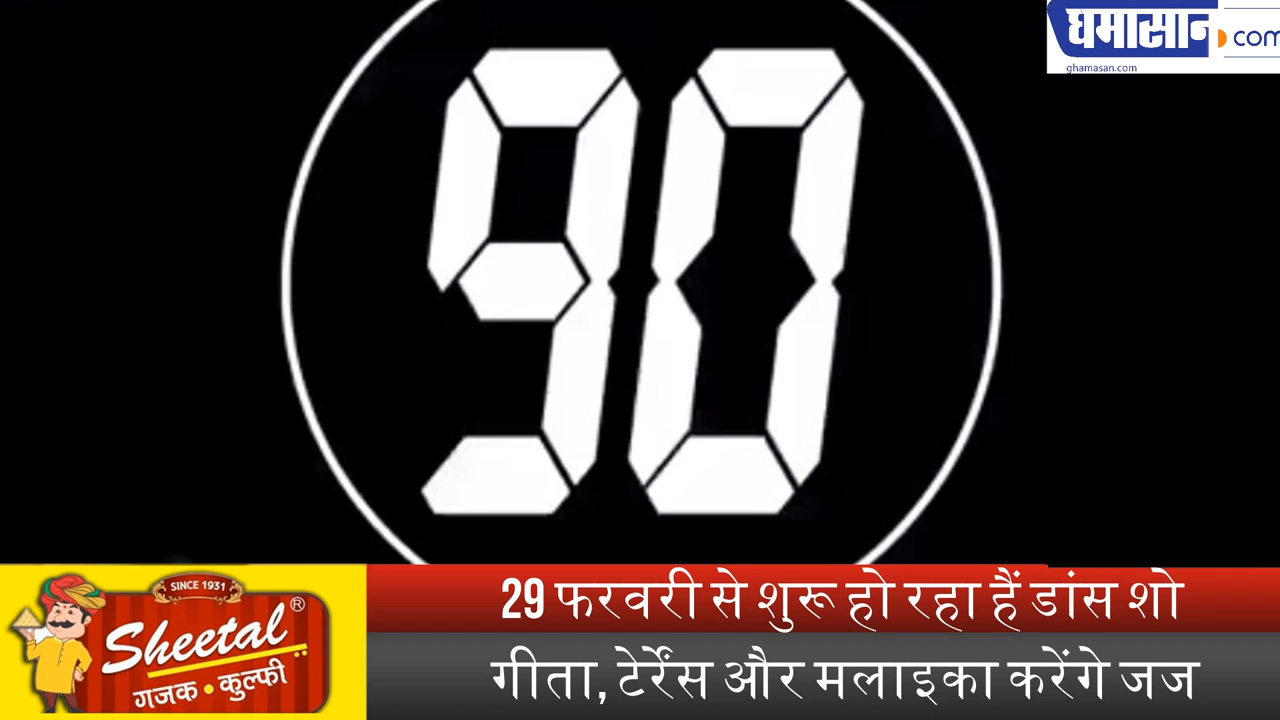 घमासान.com
ghamasan.com
90
SINCE 1931
Sheetal®
गजक • कुल्फी
29 फरवरी से शुरू हो रहा हैं डांस शो
गीता, टेरेंस और मलाइका करेंगे जज